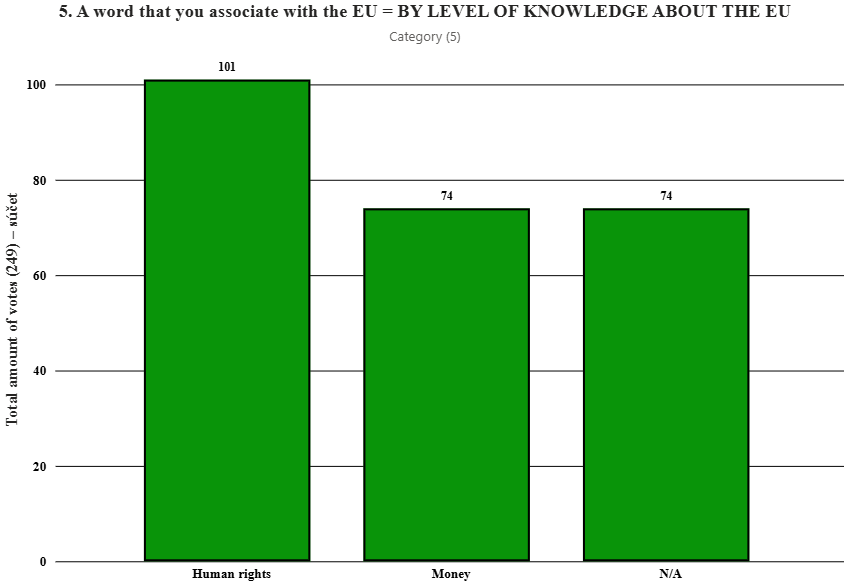 5. A word that you associate with the EU = BY LEVEL OF KNOWLEDGE ABOUT THE EU
Category (5)
Total amount of votes (249) – súčet
100
80
60
40
20
0
101
74
74
Human rights
Money
N/A